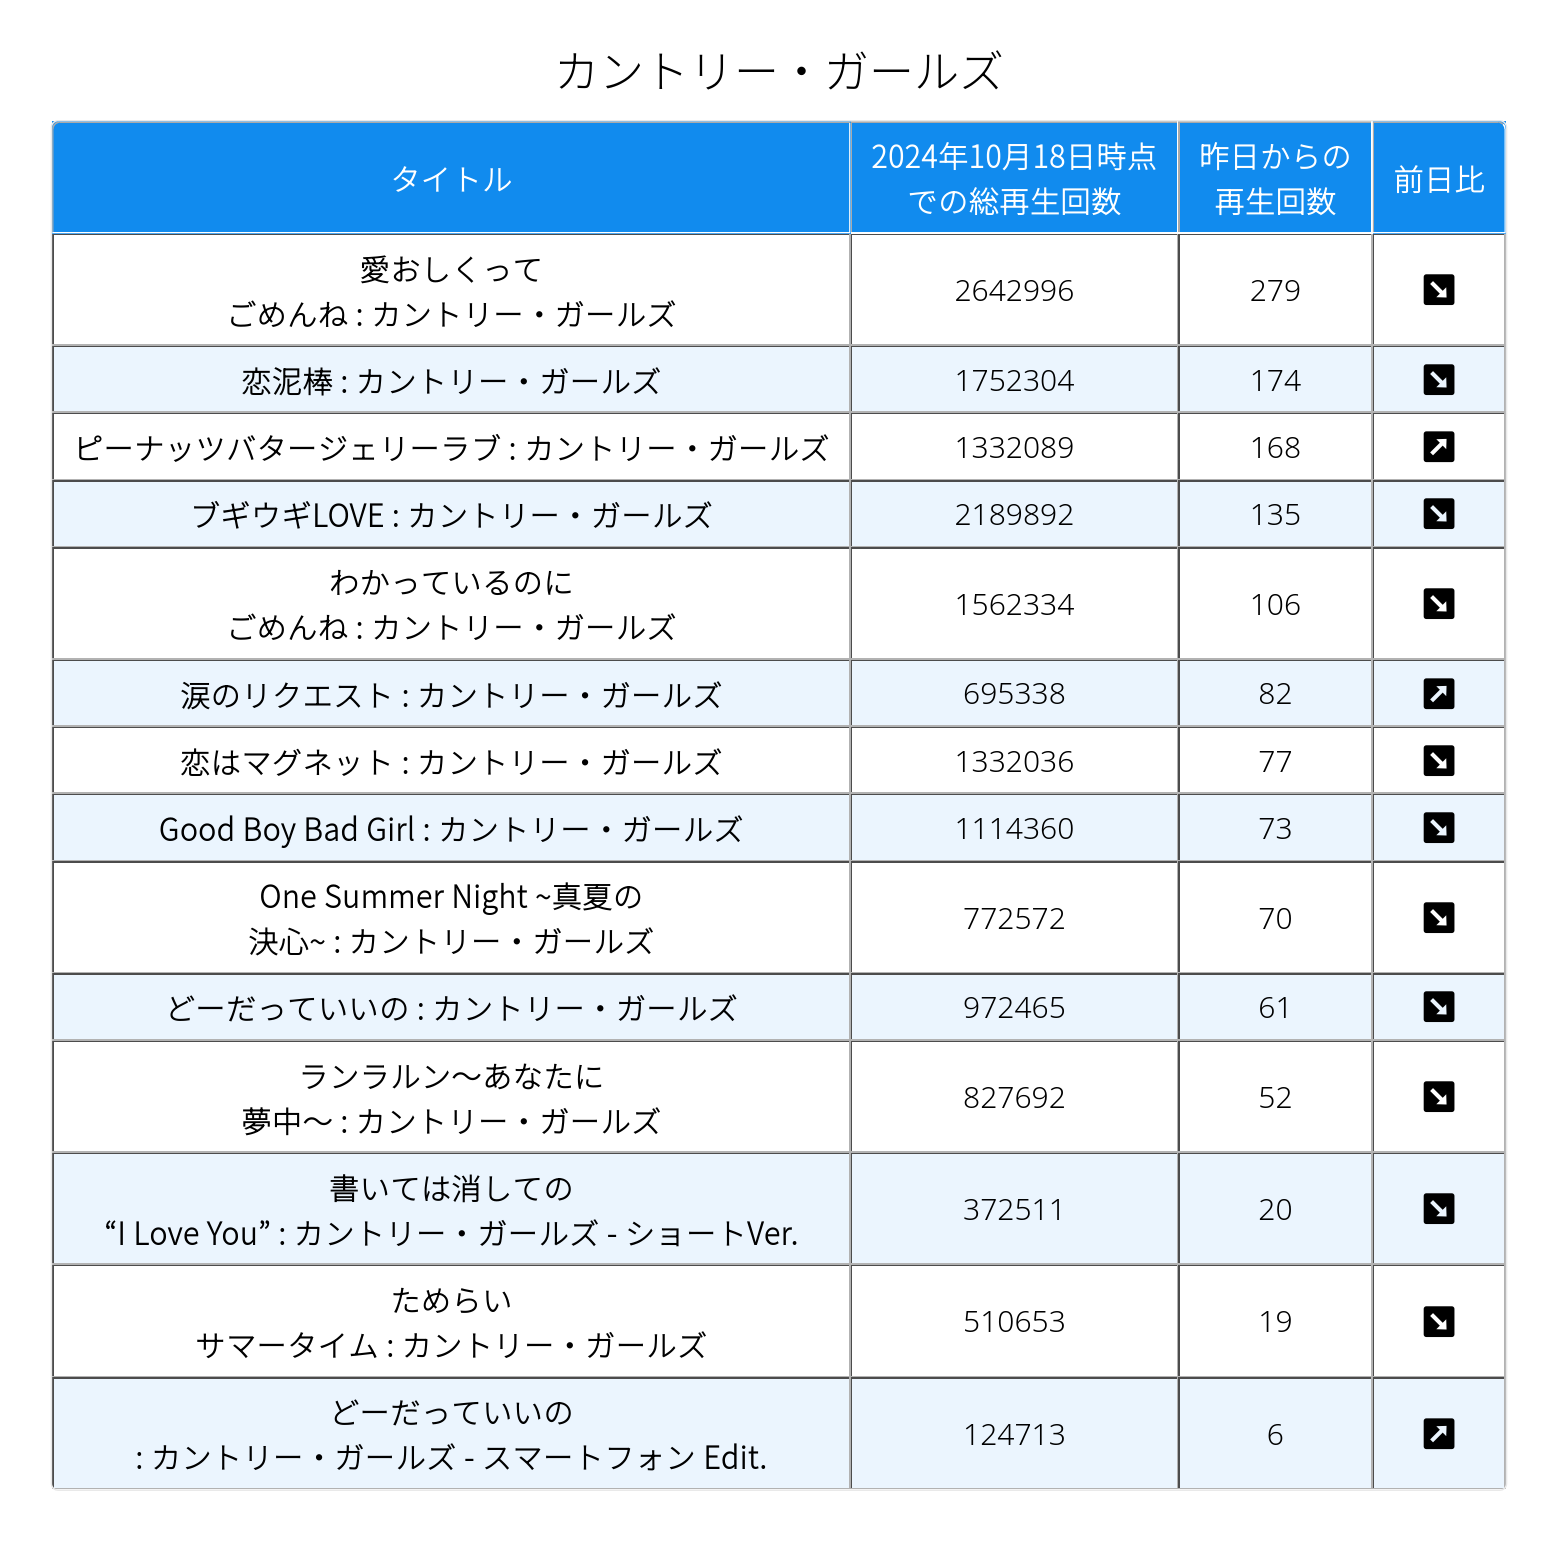 カントリー・ガールズ
タイトル
2024年10月18日時点
での総再生回数
昨日からの
再生回数
前日比
愛おしくって
ごめんね : カントリー・ガールズ
2642996
279
恋泥棒 : カントリー・ガールズ
1752304
174
ピーナッツバタージェリーラブ : カントリー・ガールズ
1332089
168
ブギウギLOVE : カントリー・ガールズ
2189892
135
わかっているのに
ごめんね : カントリー・ガールズ
1562334
106
涙のリクエスト : カントリー・ガールズ
695338
82
恋はマグネット : カントリー・ガールズ
1332036
77
Good Boy Bad Girl : カントリー・ガールズ
1114360
73
One Summer Night ~真夏の
決心~ : カントリー・ガールズ
772572
70
どーだっていいの : カントリー・ガールズ
972465
61
ランラルン～あなたに
夢中～ : カントリー・ガールズ
827692
52
書いては消しての
“I Love You” : カントリー・ガールズ - ショートVer.
372511
20
ためらい
サマータイム : カントリー・ガールズ
510653
19
どーだっていいの
: カントリー・ガールズ - スマートフォン Edit.
124713
6